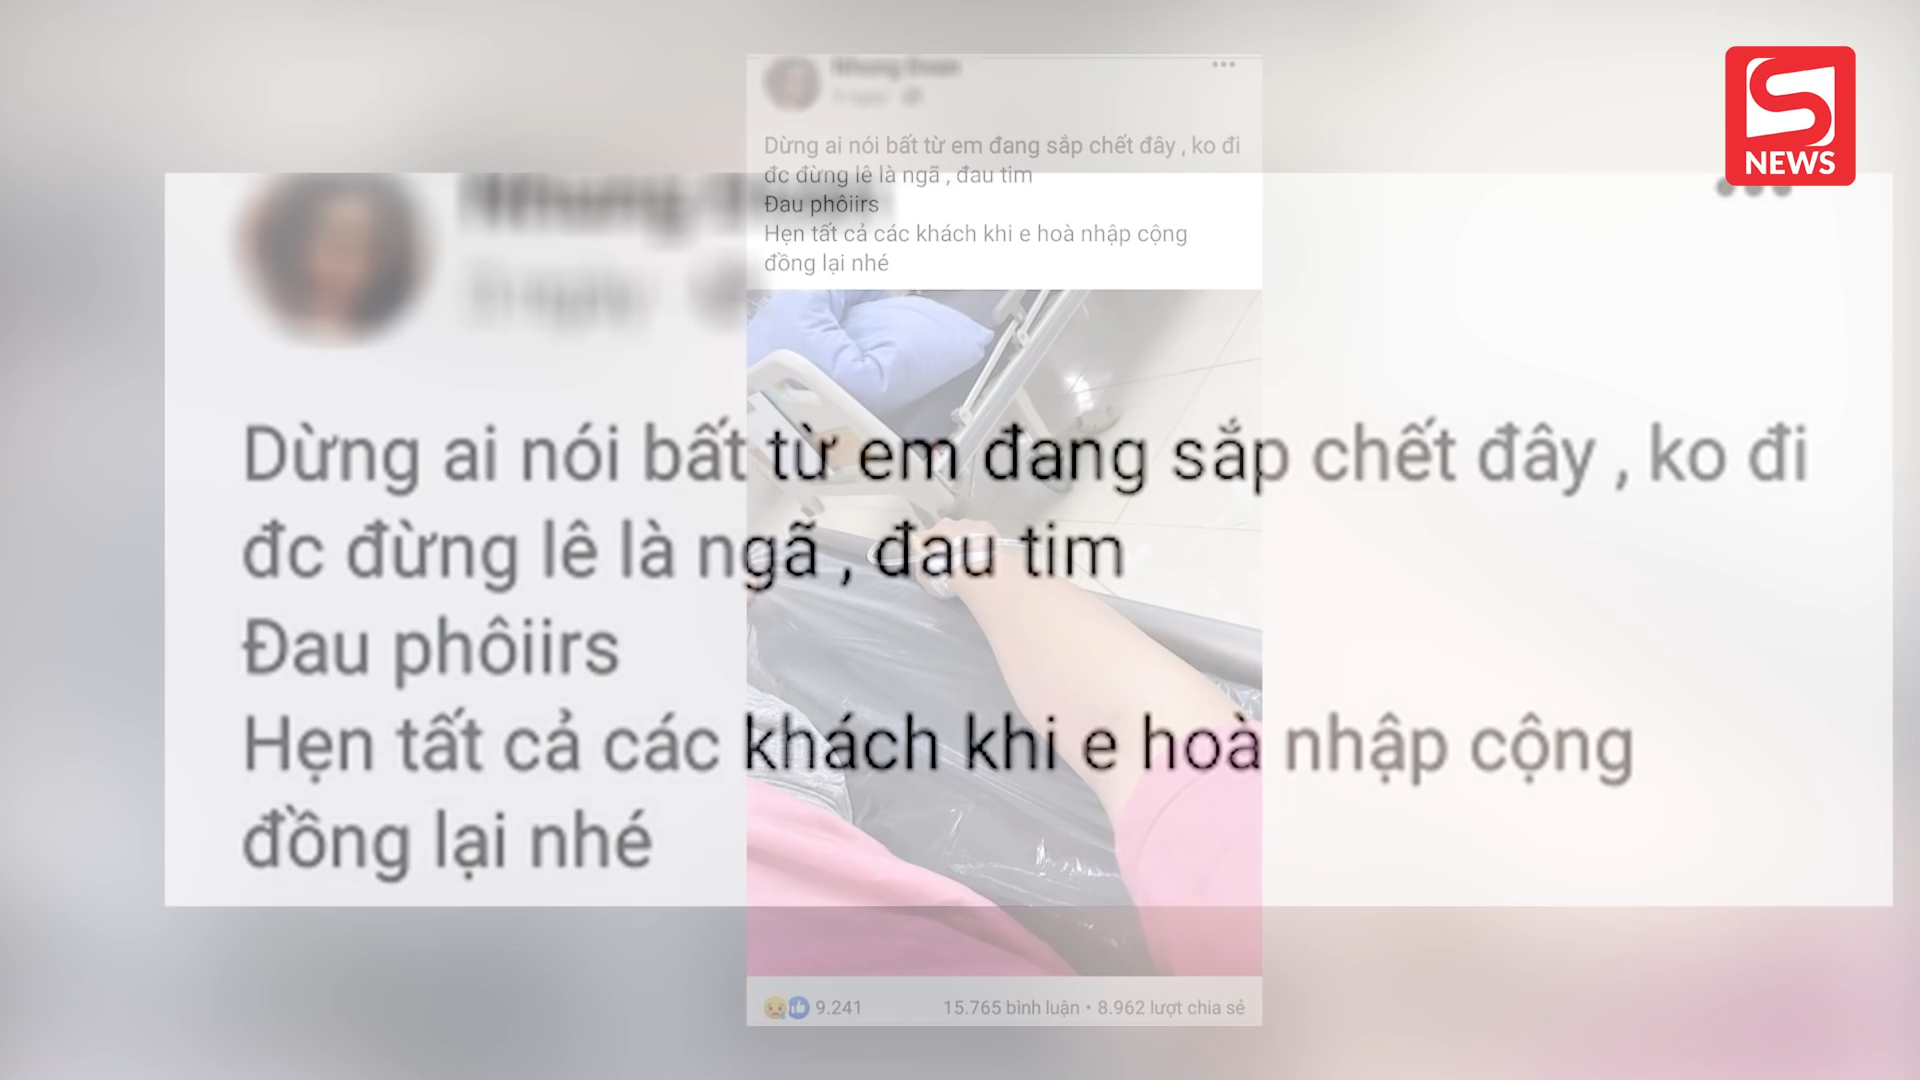 NEWS
Dừng ai nói bất từ em đang sắp chết đây , ko đi
đc đừng lê là ngã , đau tim
Đau phôiirs
Hẹn tất cả các khách khi e hoà nhập cộng
đồng lại nhé
Dừng ai nói bất từ em đang sắp chết đây , ko đi
đc đừng lê là ngã , đau tim
Đau phôiirs
Hẹn tất cả các khách khi e hoà nhập cộng
đồng lại nhé
9.241 15.765 bình luận • 8.962 lượt chia sẻ